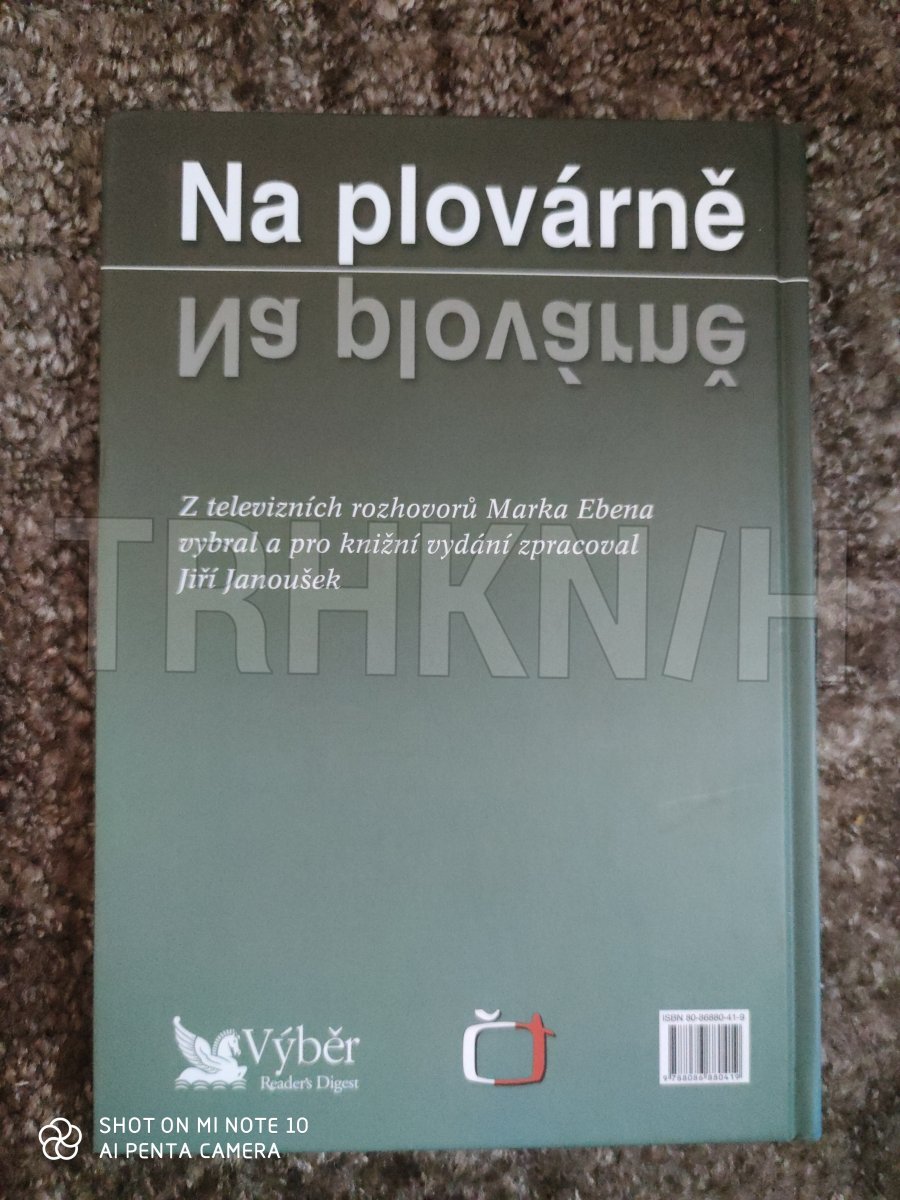 Na plovárně
Na plovárně
Z televizních rozhovorů Marka Ebena
vybral a pro knižní vydání zpracoval
Jiří Janoušek
TRHKNIH
Výběr
Reader's Digest
ČT
ISBN 80-86880-41-9
9788086880419
SHOT ON MI NOTE 10
AI PENTA CAMERA